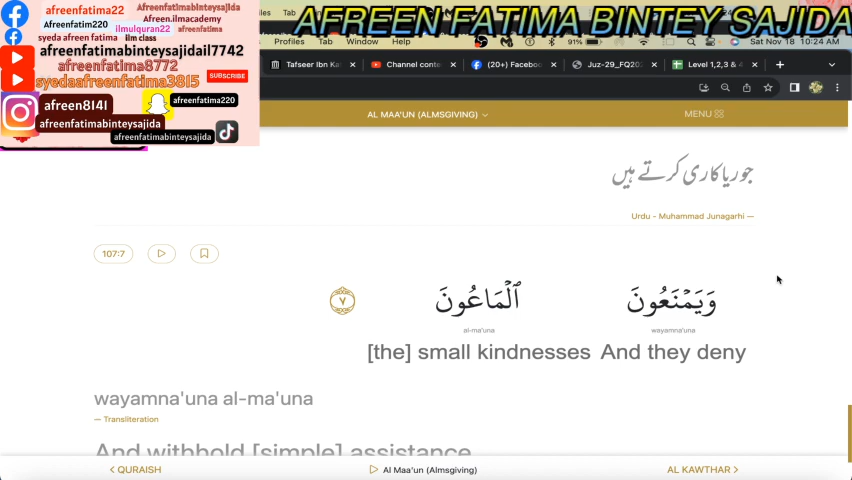 afreenfatima22
Afreenfatimabinteysajida
Afreen.ilmacademy
Afreen220
ilmulquran22
fatima
syeda afreen fatima
Ilm class
afreenfatimabinteysajidail7742
afreenfatima8772
syedaafreenfatima3815
SUBSCRIBE
afreen8141
afreenfatima220
afreenfatimabinteysajida
afreenfatimabinteysajida
AFREEN FATIMA BINTEY SAJIDA
Profiles Tab Window Help 91% Sat Nov 18 10:24 AM
Tafseer Ibn Ka
Channel conte
(20+) Faceboo
Juz-29_FQ202
Level 1,2,3 & 4
AL MAA'UN (ALMSGIVING)
MENU
جو ریاکاری کرتے ہیں
Urdu - Muhammad Junagarhi —
107:7
وَيَمْنَعُونَ ٱلْمَاعُونَ ٧
wayamna'una
al-ma'una
[the] small kindnesses And they deny
wayamna'una al-ma'una
— Transliteration
And withhold [simple] assistance.
QURAISH
Al Maa'un (Almsgiving)
AL KAWTHAR